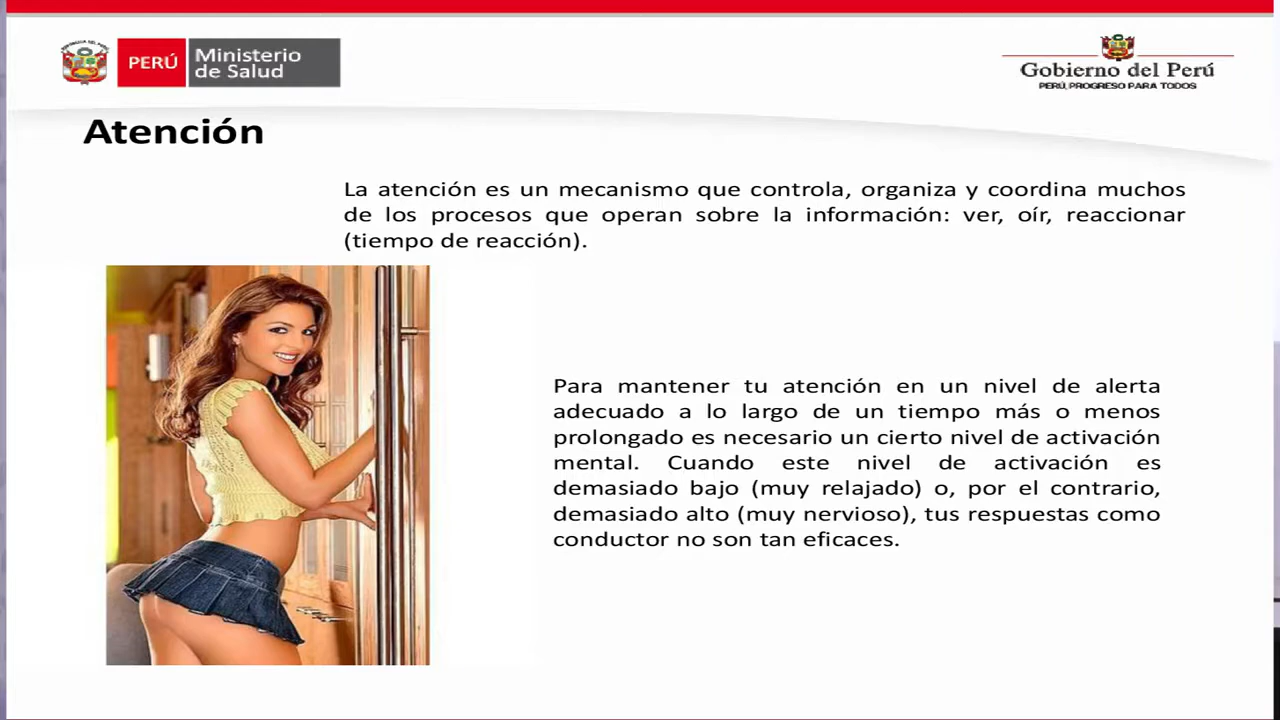 PERÚ
Ministerio
de Salud
Gobierno del Perú
PERÚ, PROGRESO PARA TODOS
Atención
La atención es un mecanismo que controla, organiza y coordina muchos
de los procesos que operan sobre la información: ver, oír, reaccionar
(tiempo de reacción).
Para mantener tu atención en un nivel de alerta
adecuado a lo largo de un tiempo más o menos
prolongado es necesario un cierto nivel de activación
mental. Cuando este nivel de activación es
demasiado bajo (muy relajado) o, por el contrario,
demasiado alto (muy nervioso), tus respuestas como
conductor no son tan eficaces.